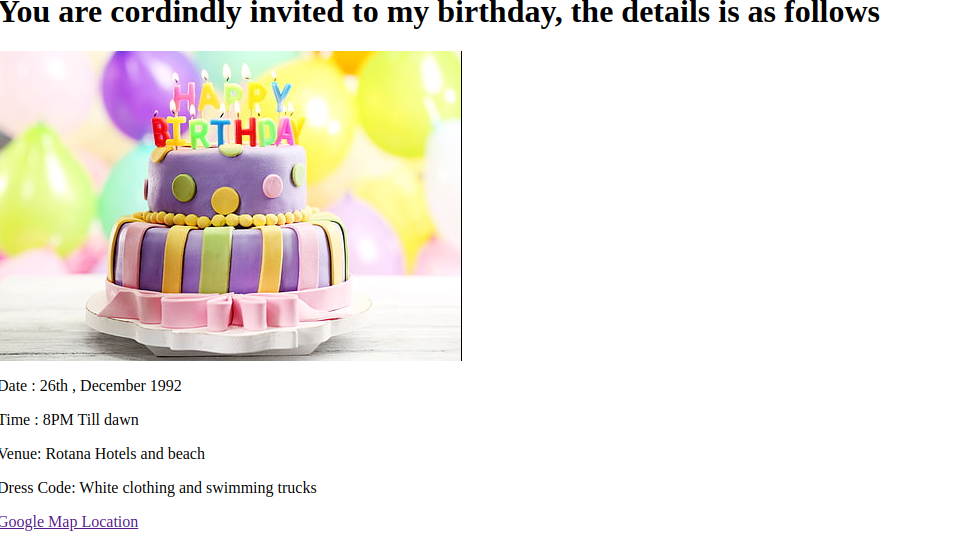 You are cordindly invited to my birthday, the details is as follows
HAPPY
BIRTHDAY
Date : 26th , December 1992
Time : 8PM Till dawn
Venue: Rotana Hotels and beach
Dress Code: White clothing and swimming trucks
Google Map Location